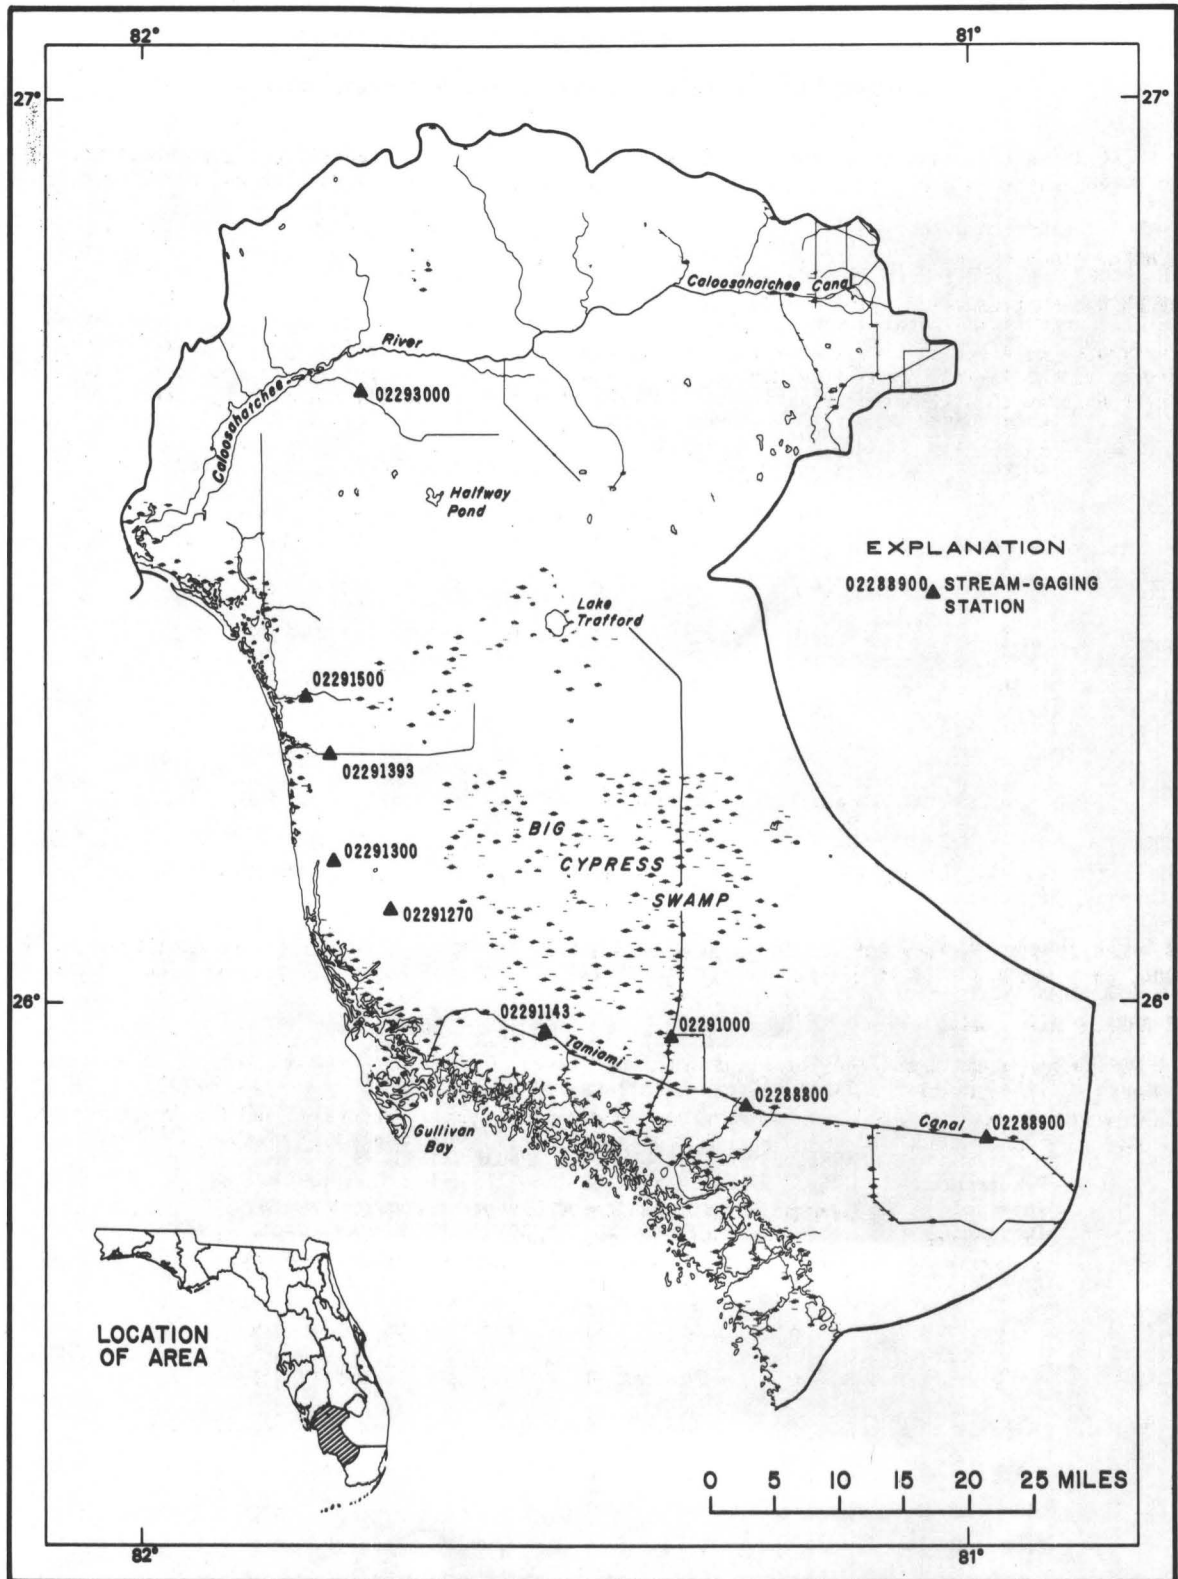 82°
81°
27°
27°
Caloosahatchee Canal
River
Caloosahatchee
02293000
Halfway
Pond
EXPLANATION
02288900 STREAM-GAGING
STATION
Lake
Trafford
02291500
02291393
BIG
CYPRESS
SWAMP
02291300
02291270
26°
26°
02291143
02291000
Tamiami
02288800
Canal
02288900
Gullivan
Bay
LOCATION
OF AREA
0 5 10 15 20 25 MILES
82°
81°